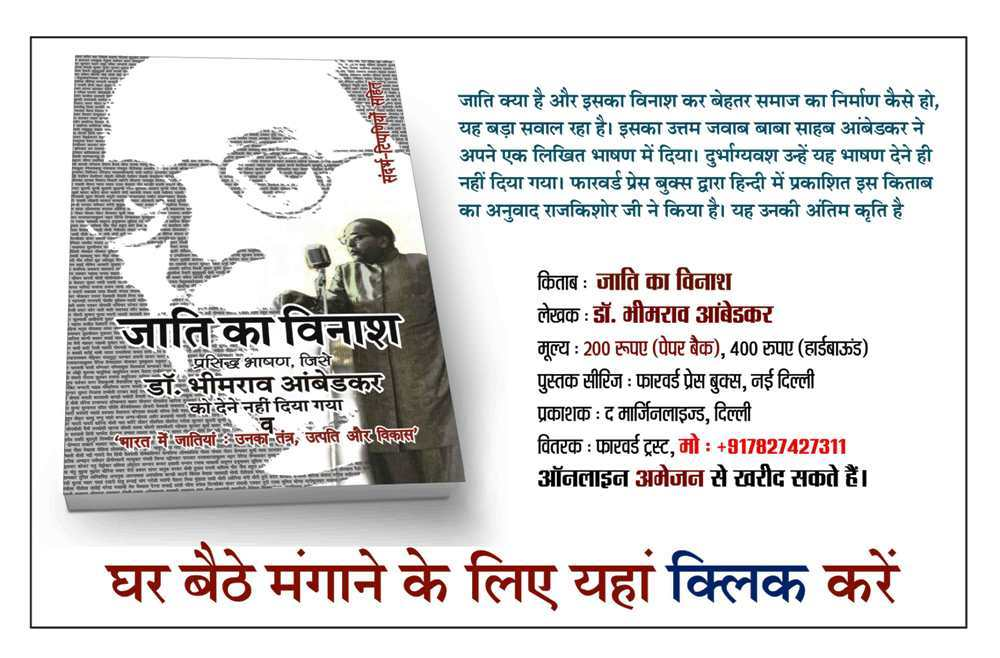 संदर्भ-टिप्पणियों सहित
जाति का विनाश
प्रसिद्ध भाषण, जिसे
डॉ. भीमराव आंबेडकर
को देने नहीं दिया गया
व
'भारत में जातियां : उनका तंत्र, उत्पति और विकास'
जाति क्या है और इसका विनाश कर बेहतर समाज का निर्माण कैसे हो,
यह बड़ा सवाल रहा है। इसका उत्तम जवाब बाबा साहब आंबेडकर ने
अपने एक लिखित भाषण में दिया। दुर्भाग्यवश उन्हें यह भाषण देने ही
नहीं दिया गया। फारवर्ड प्रेस बुक्स द्वारा हिन्दी में प्रकाशित इस किताब
का अनुवाद राजकिशोर जी ने किया है। यह उनकी अंतिम कृति है
किताब : जाति का विनाश
लेखक : डॉ. भीमराव आंबेडकर
मूल्य : 200 रूपए (पेपर बैक), 400 रुपए (हार्डबाऊंड)
पुस्तक सीरिज : फारवर्ड प्रेस बुक्स, नई दिल्ली
प्रकाशक : द मार्जिनलाइज्ड, दिल्ली
वितरक : फारवर्ड ट्रस्ट, मो : +917827427311
ऑनलाइन अमेजन से खरीद सकते हैं।
घर बैठे मंगाने के लिए यहां क्लिक करें